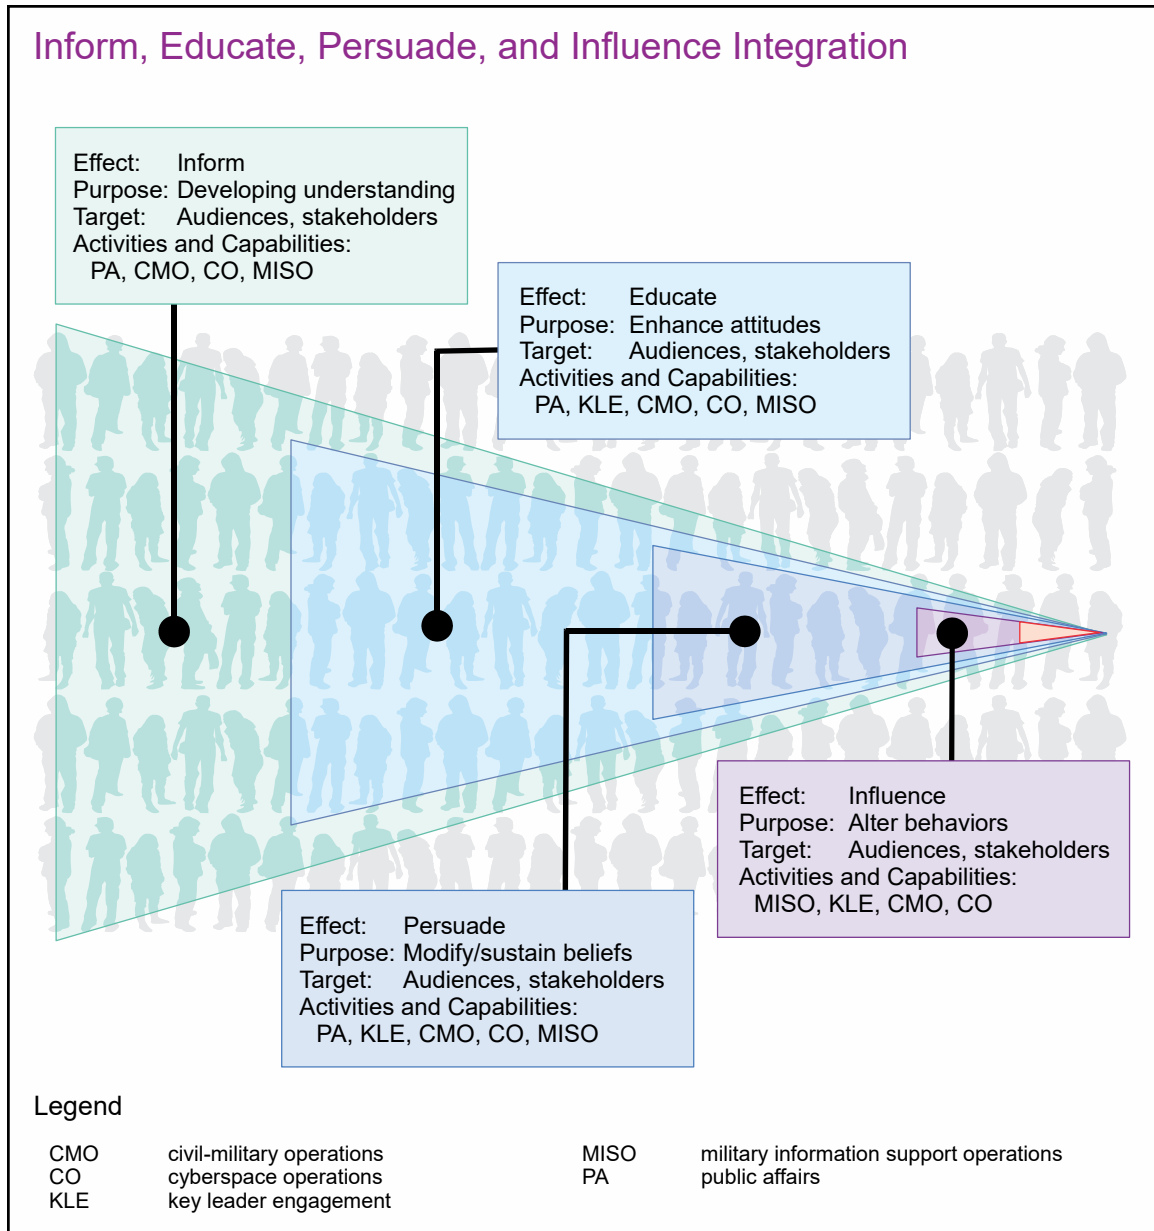 Inform, Educate, Persuade, and Influence Integration
Effect: Inform
Purpose: Developing understanding
Target: Audiences, stakeholders
Activities and Capabilities:
PA, CMO, CO, MISO
Effect: Educate
Purpose: Enhance attitudes
Target: Audiences, stakeholders
Activities and Capabilities:
PA, KLE, CMO, CO, MISO
Effect: Persuade
Purpose: Modify/sustain beliefs
Target: Audiences, stakeholders
Activities and Capabilities:
PA, KLE, CMO, CO, MISO
Effect: Influence
Purpose: Alter behaviors
Target: Audiences, stakeholders
Activities and Capabilities:
MISO, KLE, CMO, CO
Legend
CMO civil-military operations
CO cyberspace operations
KLE key leader engagement
MISO military information support operations
PA public affairs